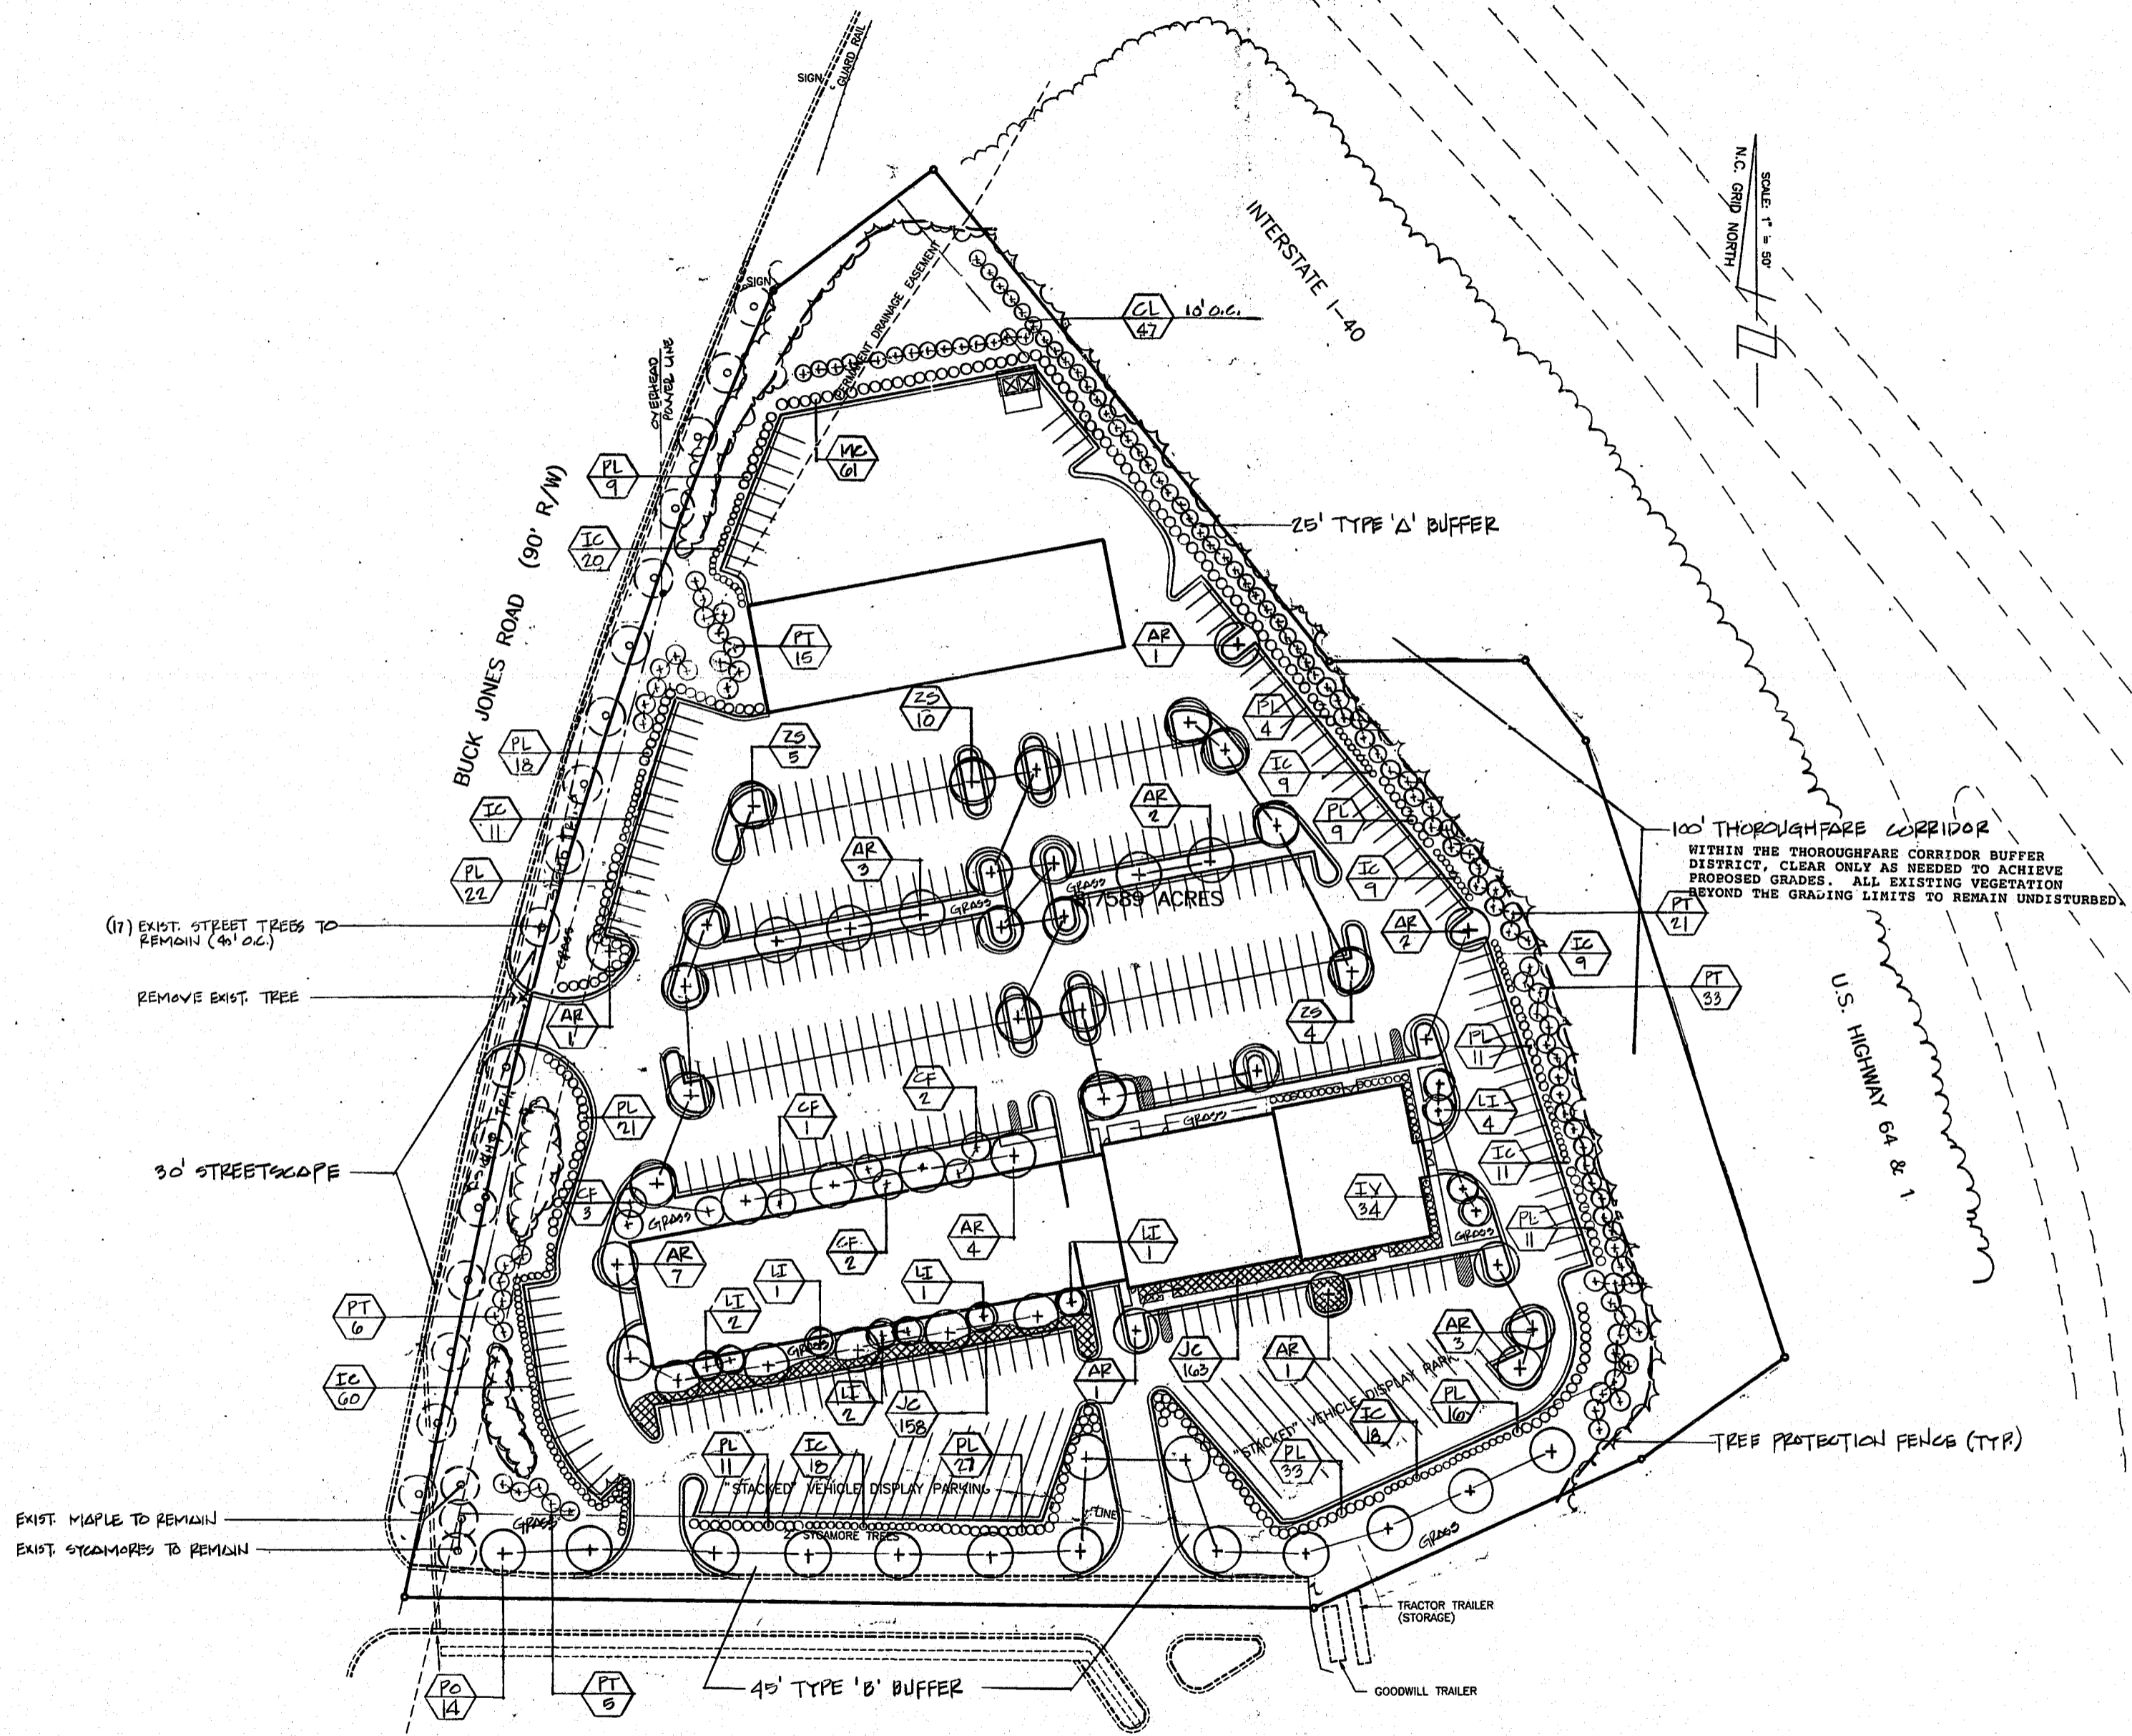 SIGN
GUARD RAIL
SCALE: 1" = 50'
N.C. GRID NORTH
INTERSTATE I-40
SIGN
PERMANENT DRAINAGE EASEMENT
CL
47
10' O.C.
OVERHEAD
POWER LINE
MC
61
PL
9
BUCK JONES ROAD (90' R/W)
IC
20
25' TYPE 'A' BUFFER
PT
15
AR
1
ZS
10
PL
4
PL
18
ZS
5
IC
9
IC
11
AR
2
PL
9
100' THOROUGHFARE CORRIDOR
WITHIN THE THOROUGHFARE CORRIDOR BUFFER
DISTRICT, CLEAR ONLY AS NEEDED TO ACHIEVE
PROPOSED GRADES. ALL EXISTING VEGETATION
BEYOND THE GRADING LIMITS TO REMAIN UNDISTURBED.
AR
3
PL
22
IC
9
GRASS
GRASS
7589 ACRES
PT
21
(17) EXIST. STREET TREES TO
REMAIN (40' O.C.)
AR
2
GRASS
IC
9
REMOVE EXIST. TREE
PT
33
AR
1
ZS
4
U.S. HIGHWAY 64 & 1
PL
11
CF
2
CF
1
PL
21
GRASS
LI
4
30' STREETSCAPE
IC
11
CF
3
GRASS
IV
34
AR
4
CF
2
LI
1
PL
11
GRASS
AR
7
LI
1
LI
1
LI
2
PT
6
GRASS
AR
3
JC
163
AR
1
IC
60
AR
1
LI
2
JC
158
"STACKED" VEHICLE DISPLAY PARK
PL
16
IC
18
PL
11
IC
18
PL
27
PL
33
TREE PROTECTION FENCE (TYP.)
"STACKED" VEHICLE DISPLAY PARKING
LINE
EXIST. MAPLE TO REMAIN
GRASS
2 SYCAMORE TREES
GRASS
EXIST. SYCAMORES TO REMAIN
TRACTOR TRAILER
(STORAGE)
PO
14
PT
5
45' TYPE 'B' BUFFER
GOODWILL TRAILER